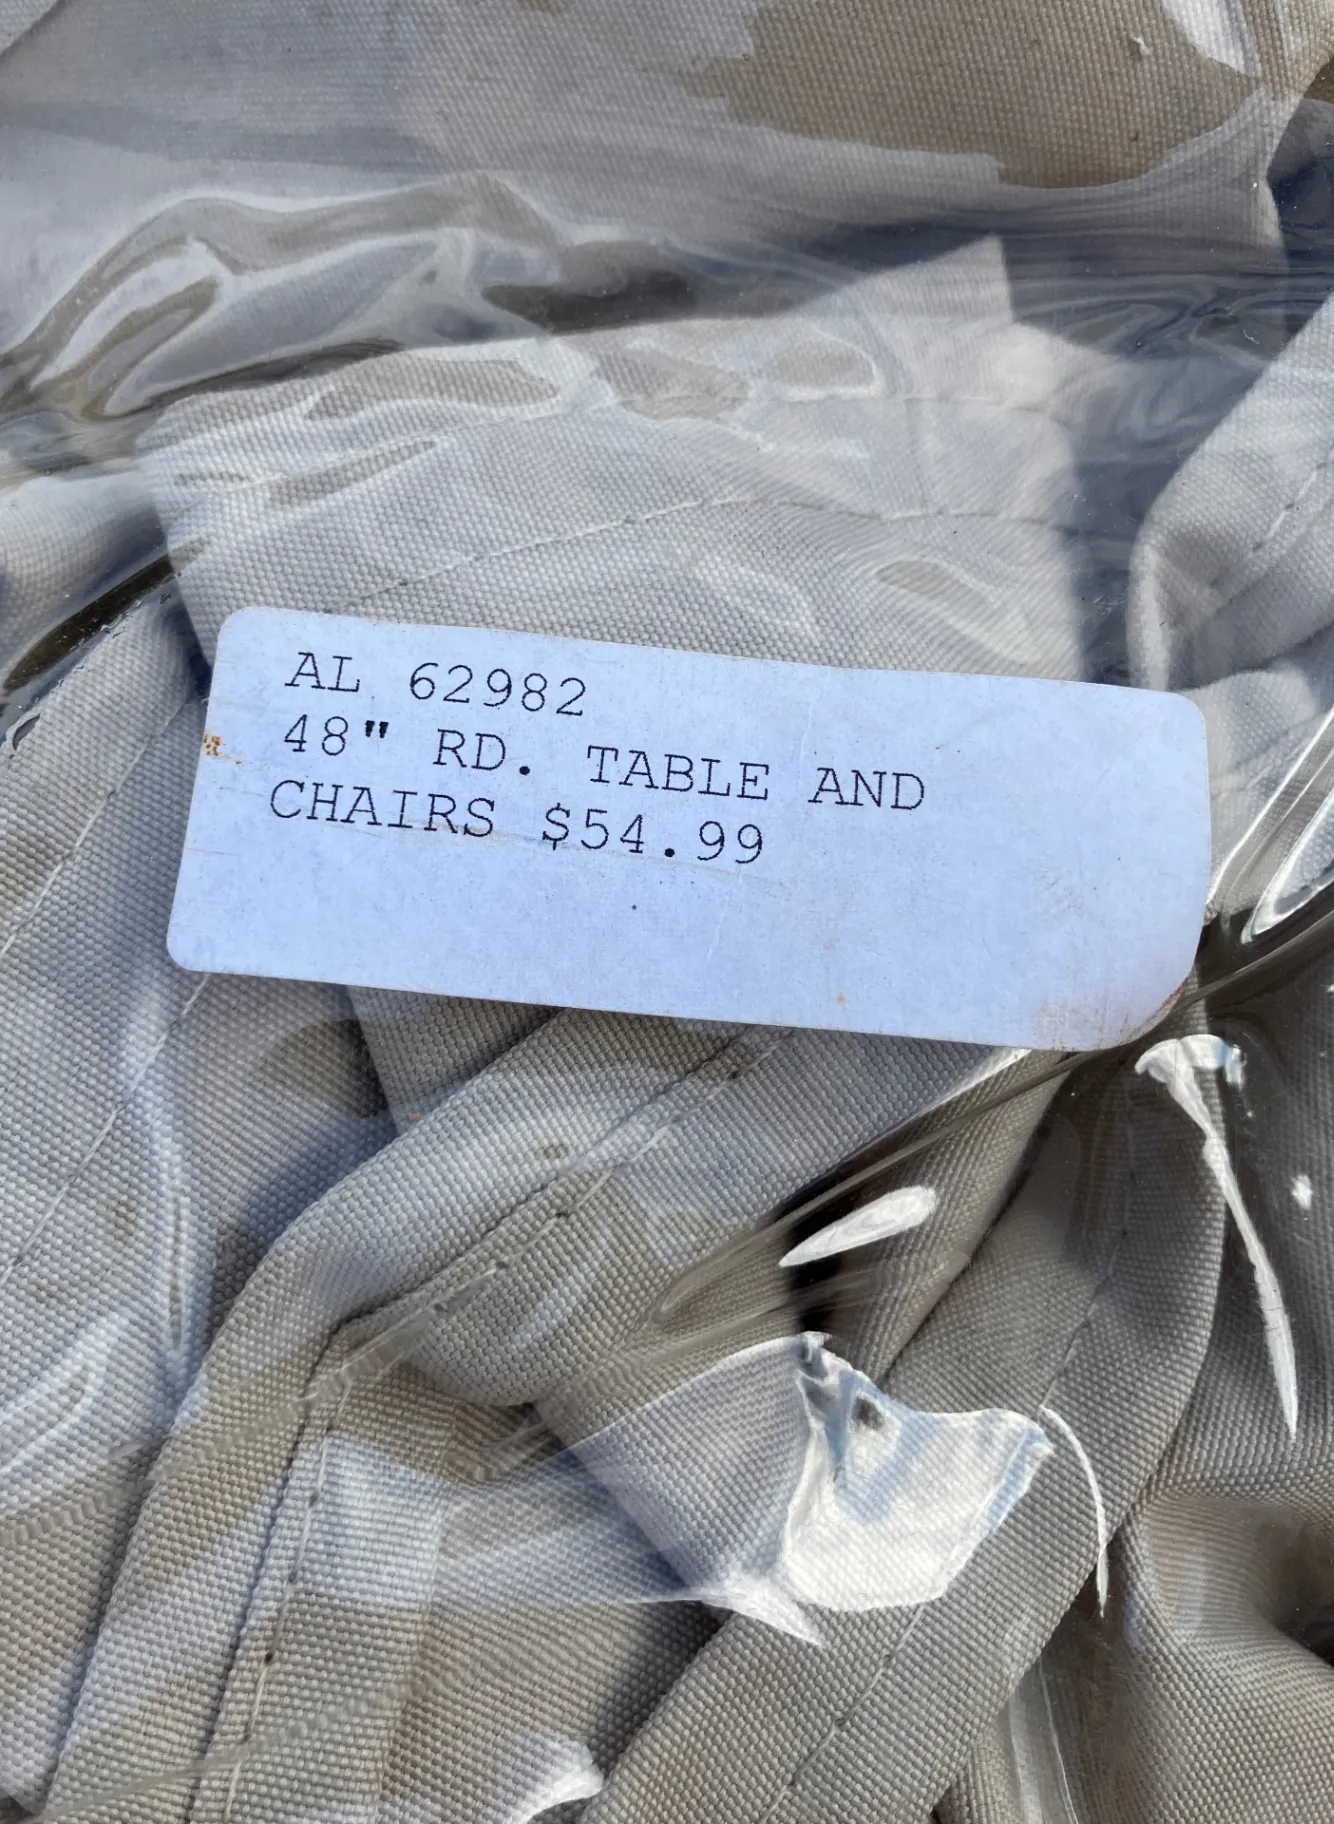 AL 62982
48" RD. TABLE AND
CHAIRS $54.99